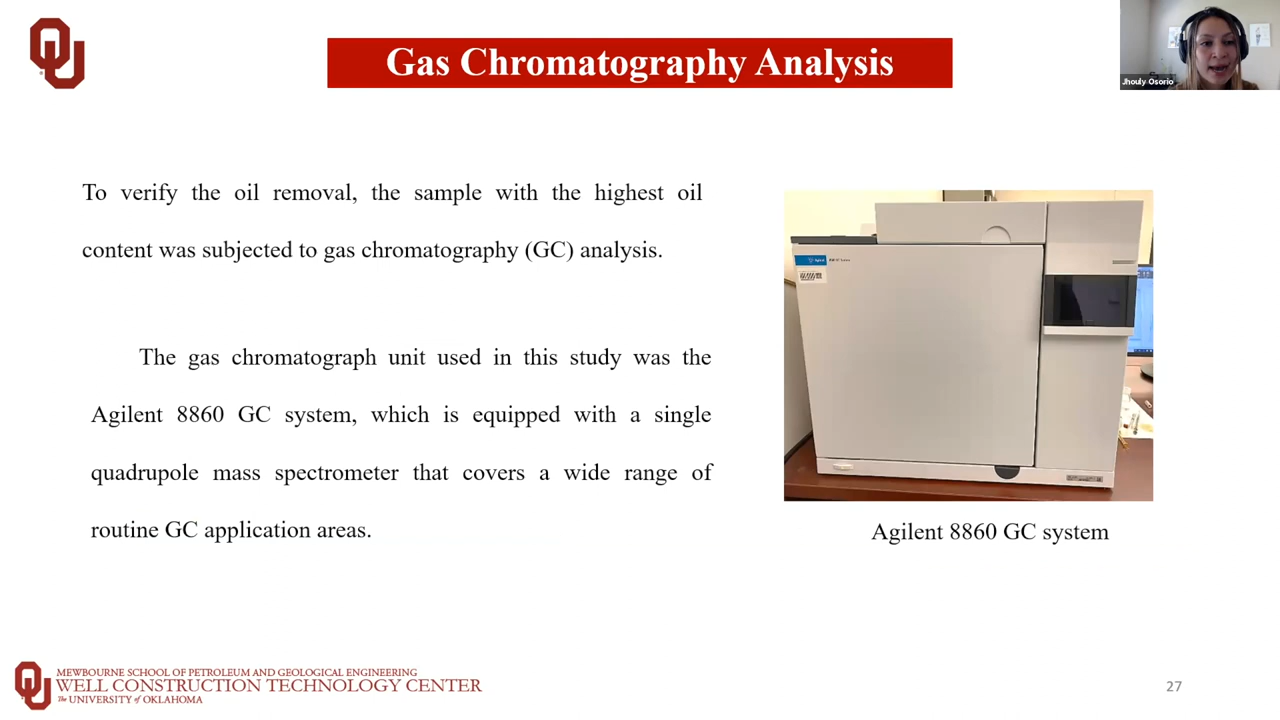 Gas Chromatography Analysis
Jhouly Osorio
To verify the oil removal, the sample with the highest oil
content was subjected to gas chromatography (GC) analysis.
The gas chromatograph unit used in this study was the
Agilent 8860 GC system, which is equipped with a single
quadrupole mass spectrometer that covers a wide range of
routine GC application areas.
Agilent
Agilent 8860 GC system
MEWBOURNE SCHOOL OF PETROLEUM AND GEOLOGICAL ENGINEERING
WELL CONSTRUCTION TECHNOLOGY CENTER
The UNIVERSITY of OKLAHOMA
27